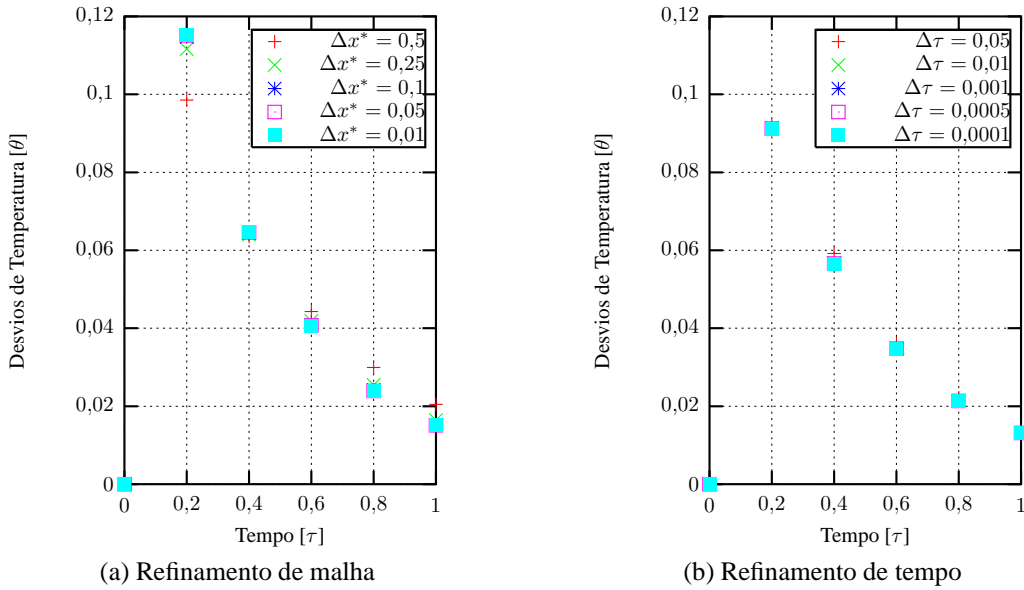 0,12
0,1
0,08
0,06
0,04
0,02
0
Desvios de Temperatura [θ]
Δx* = 0,5
Δx* = 0,25
Δx* = 0,1
Δx* = 0,05
Δx* = 0,01
0 0,2 0,4 0,6 0,8 1
Tempo [τ]
(a) Refinamento de malha
0,12
0,1
0,08
0,06
0,04
0,02
0
Desvios de Temperatura [θ]
Δτ = 0,05
Δτ = 0,01
Δτ = 0,001
Δτ = 0,0005
Δτ = 0,0001
0 0,2 0,4 0,6 0,8 1
Tempo [τ]
(b) Refinamento de tempo